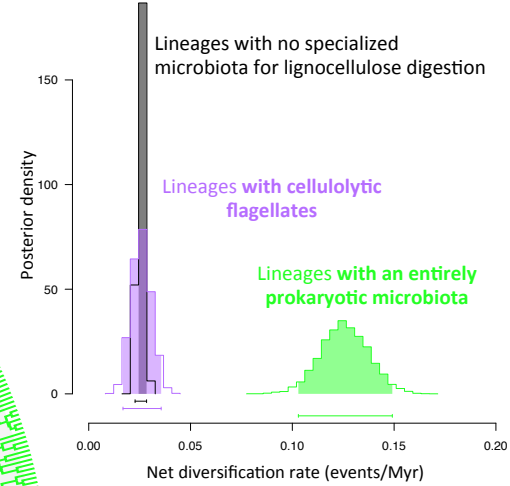 Lineages with no specialized
microbiota for lignocellulose digestion
150
Lineages with cellulolytic
flagellates
100
Posterior density
Lineages with an entirely
prokaryotic microbiota
50
0
0.00 0.05 0.10 0.15 0.20
Net diversification rate (events/Myr)